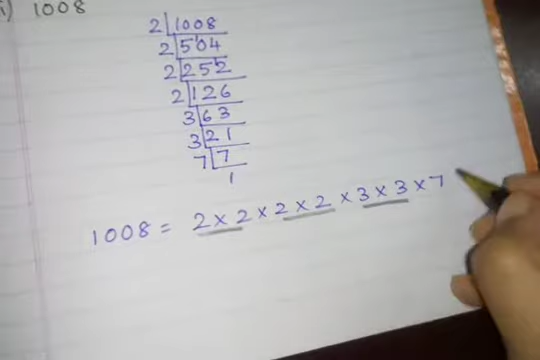 i) 1008
2 | 1008
2 | 504
2 | 252
2 | 126
3 | 63
3 | 21
7 | 7
1
1008 = 2 × 2 × 2 × 2 × 3 × 3 × 7